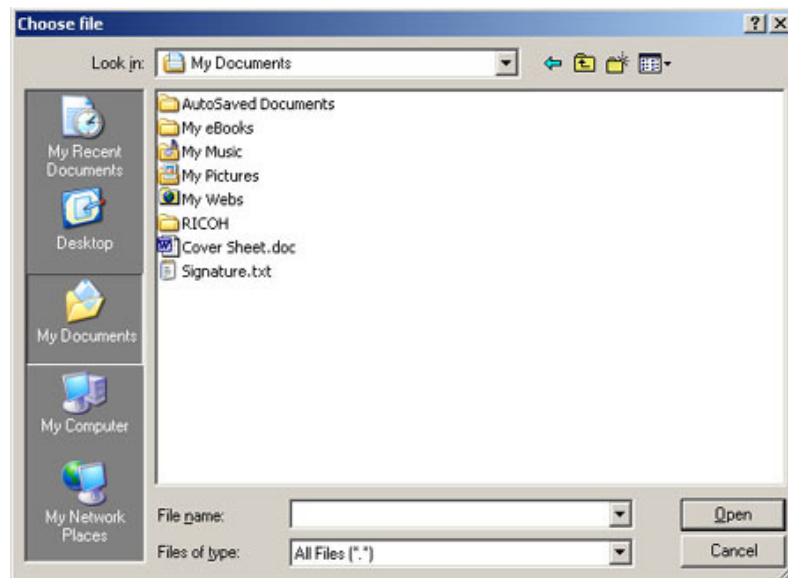 Choose file
Look in:
My Documents
My Recent
Documents
Desktop
My Documents
My Computer
My Network
Places
AutoSaved Documents
My eBooks
My Music
My Pictures
My Webs
RICOH
Cover Sheet.doc
Signature.txt
File name:
Open
Files of type:
All Files (*.*)
Cancel